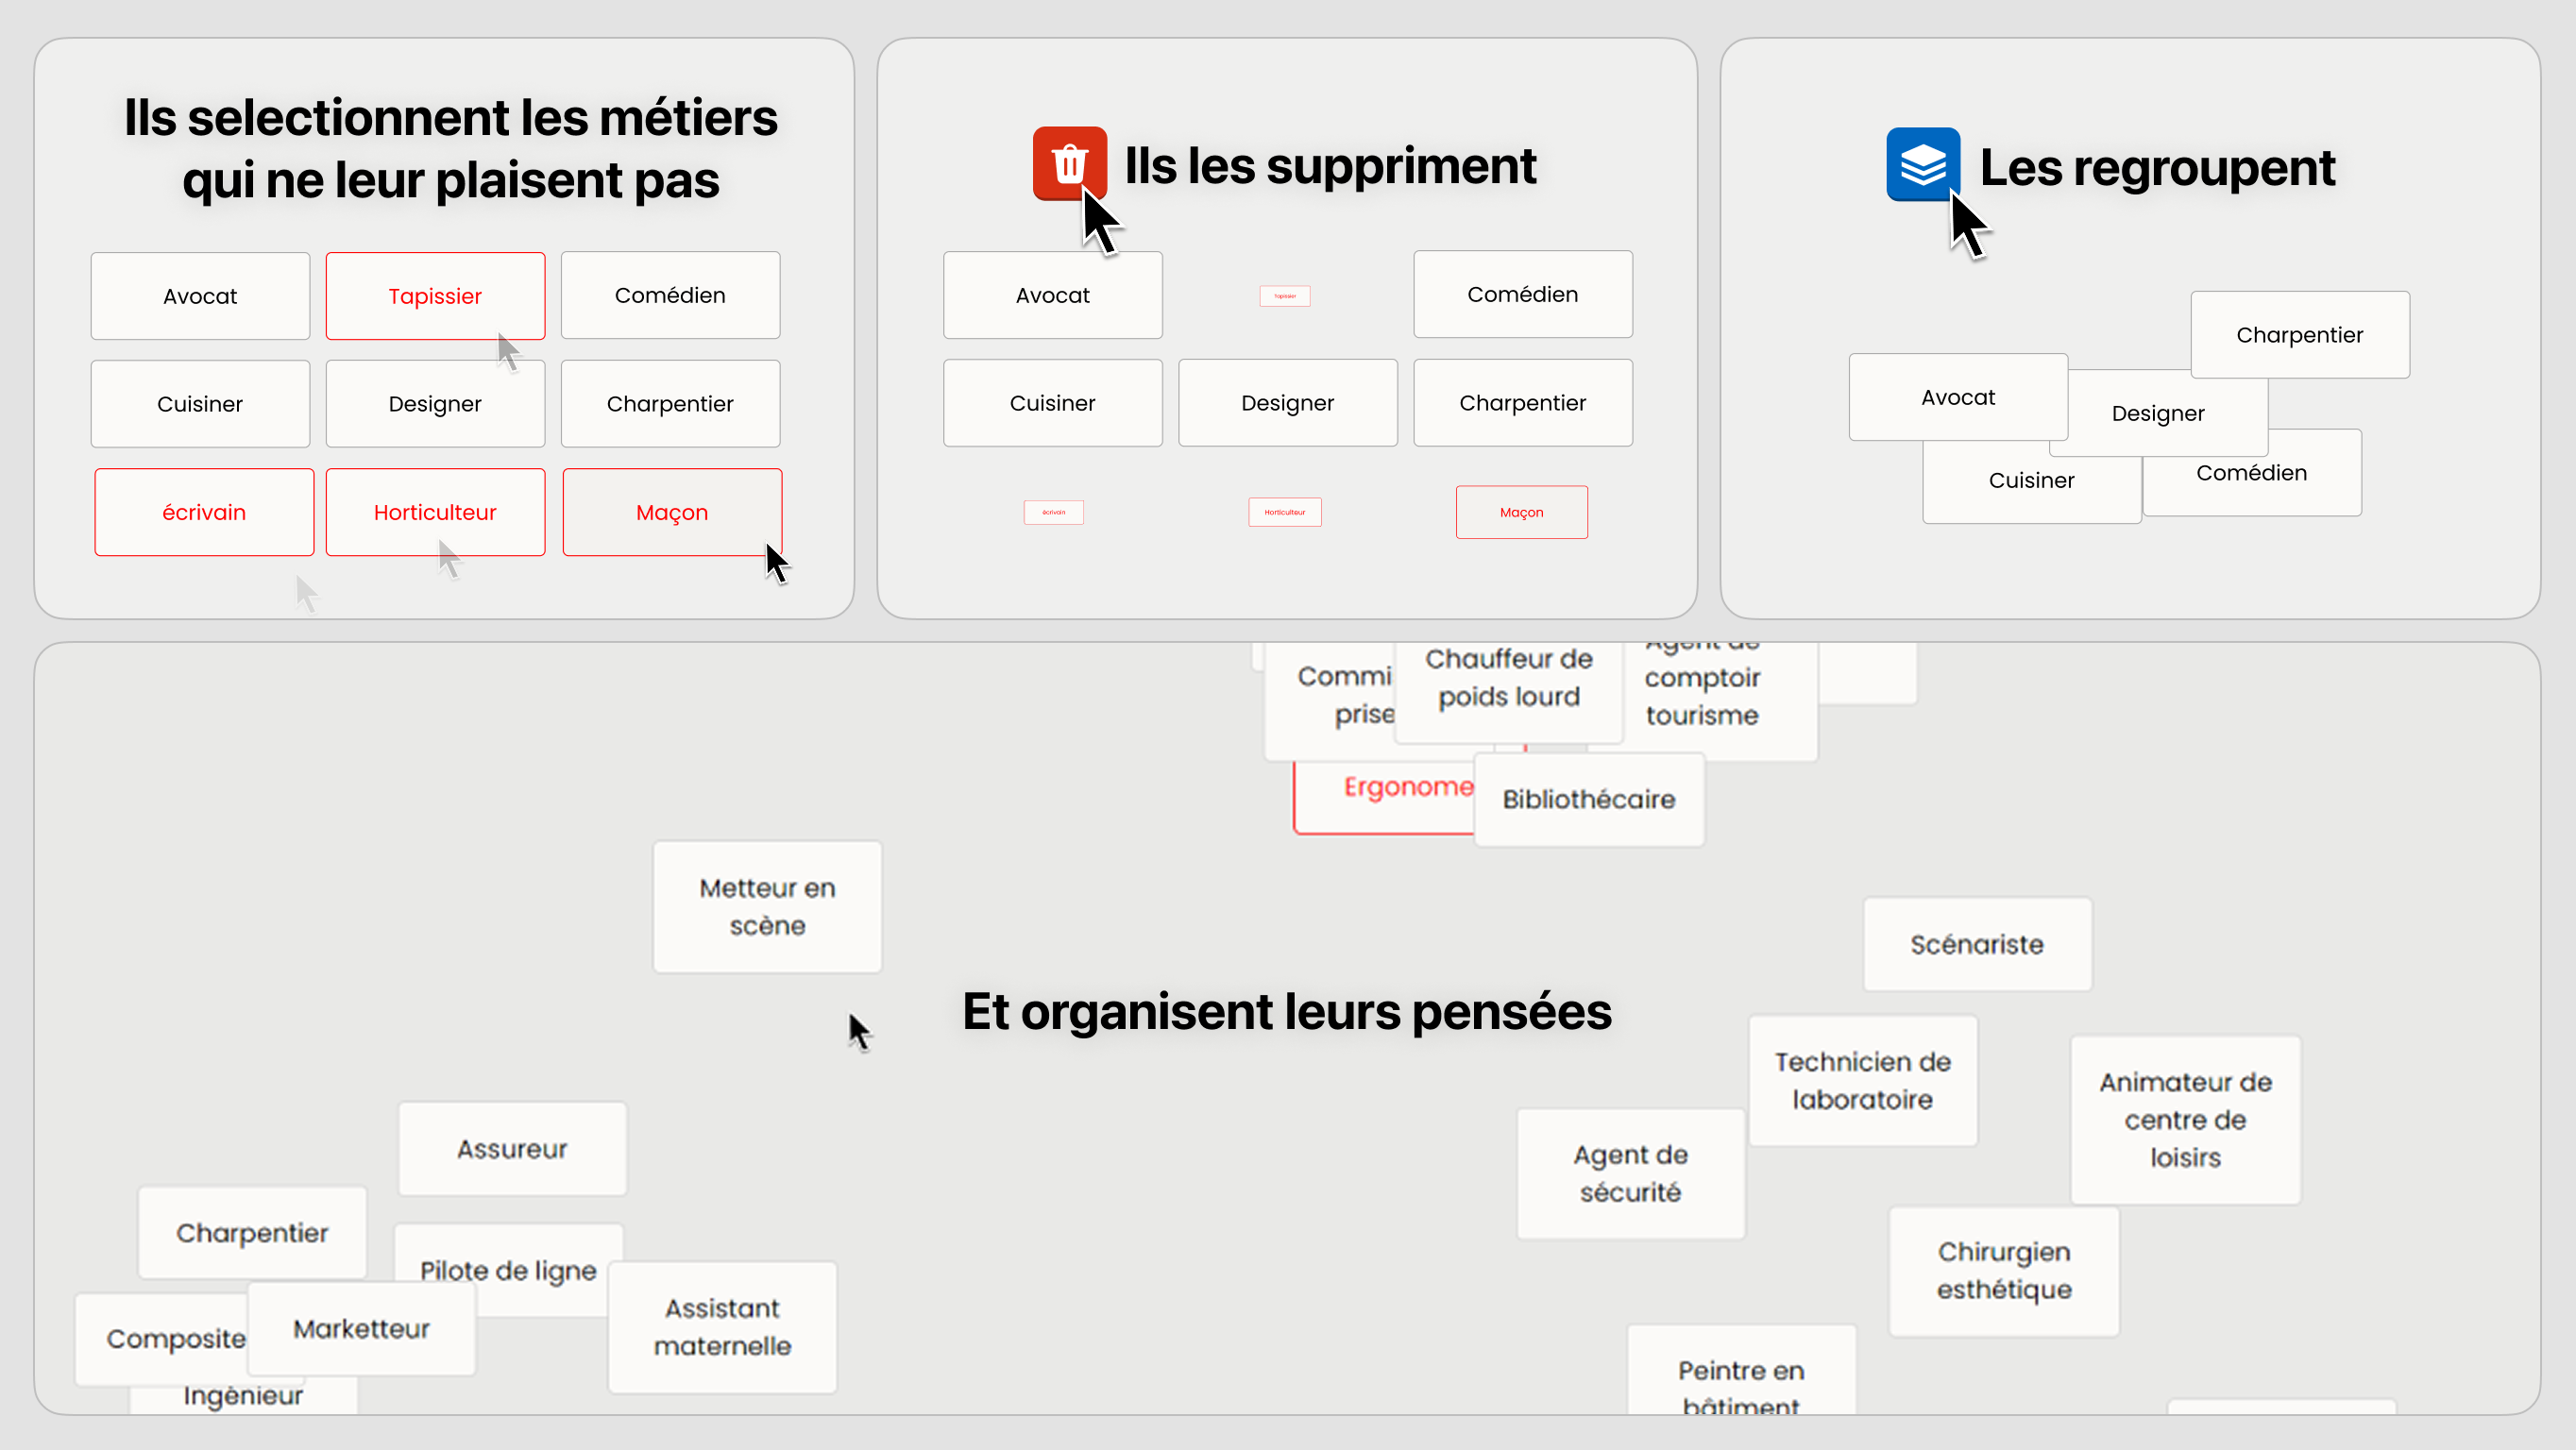 Ils selectionnent les métiers
qui ne leur plaisent pas
Avocat
Tapissier
Comédien
Cuisiner
Designer
Charpentier
écrivain
Horticulteur
Maçon
Ils les suppriment
Avocat
Tapissier
Comédien
Cuisiner
Designer
Charpentier
écrivain
Horticulteur
Maçon
Les regroupent
Charpentier
Avocat
Designer
Cuisiner
Comédien
Commi
prise
Chauffeur de
poids lourd
Agent de
comptoir
tourisme
Ergonome
Bibliothécaire
Metteur en
scène
Scénariste
Et organisent leurs pensées
Technicien de
laboratoire
Animateur de
centre de
loisirs
Assureur
Agent de
sécurité
Charpentier
Pilote de ligne
Chirurgien
esthétique
Composite
Marketteur
Assistant
maternelle
Ingénieur
Peintre en
bâtiment